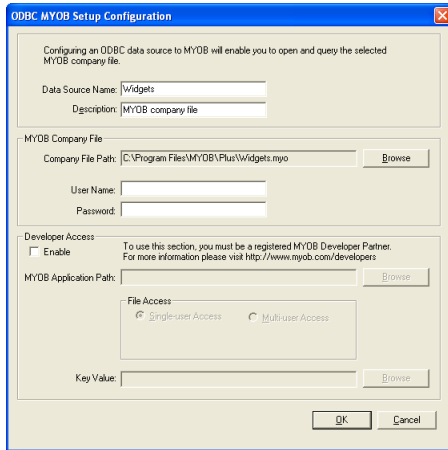 ODBC MYOB Setup Configuration
Configuring an ODBC data source to MYOB will enable you to open and query the selected
MYOB company file.
Data Source Name: Widgets
Description: MYOB company file
MYOB Company File
Company File Path: C:\Program Files\MYOB\Plus\Widgets.myo Browse
User Name:
Password:
Developer Access
Enable To use this section, you must be a registered MYOB Developer Partner.
For more information please visit http://www.myob.com/developers
MYOB Application Path: Browse
File Access
Single-user Access Multi-user Access
Key Value: Browse
OK Cancel